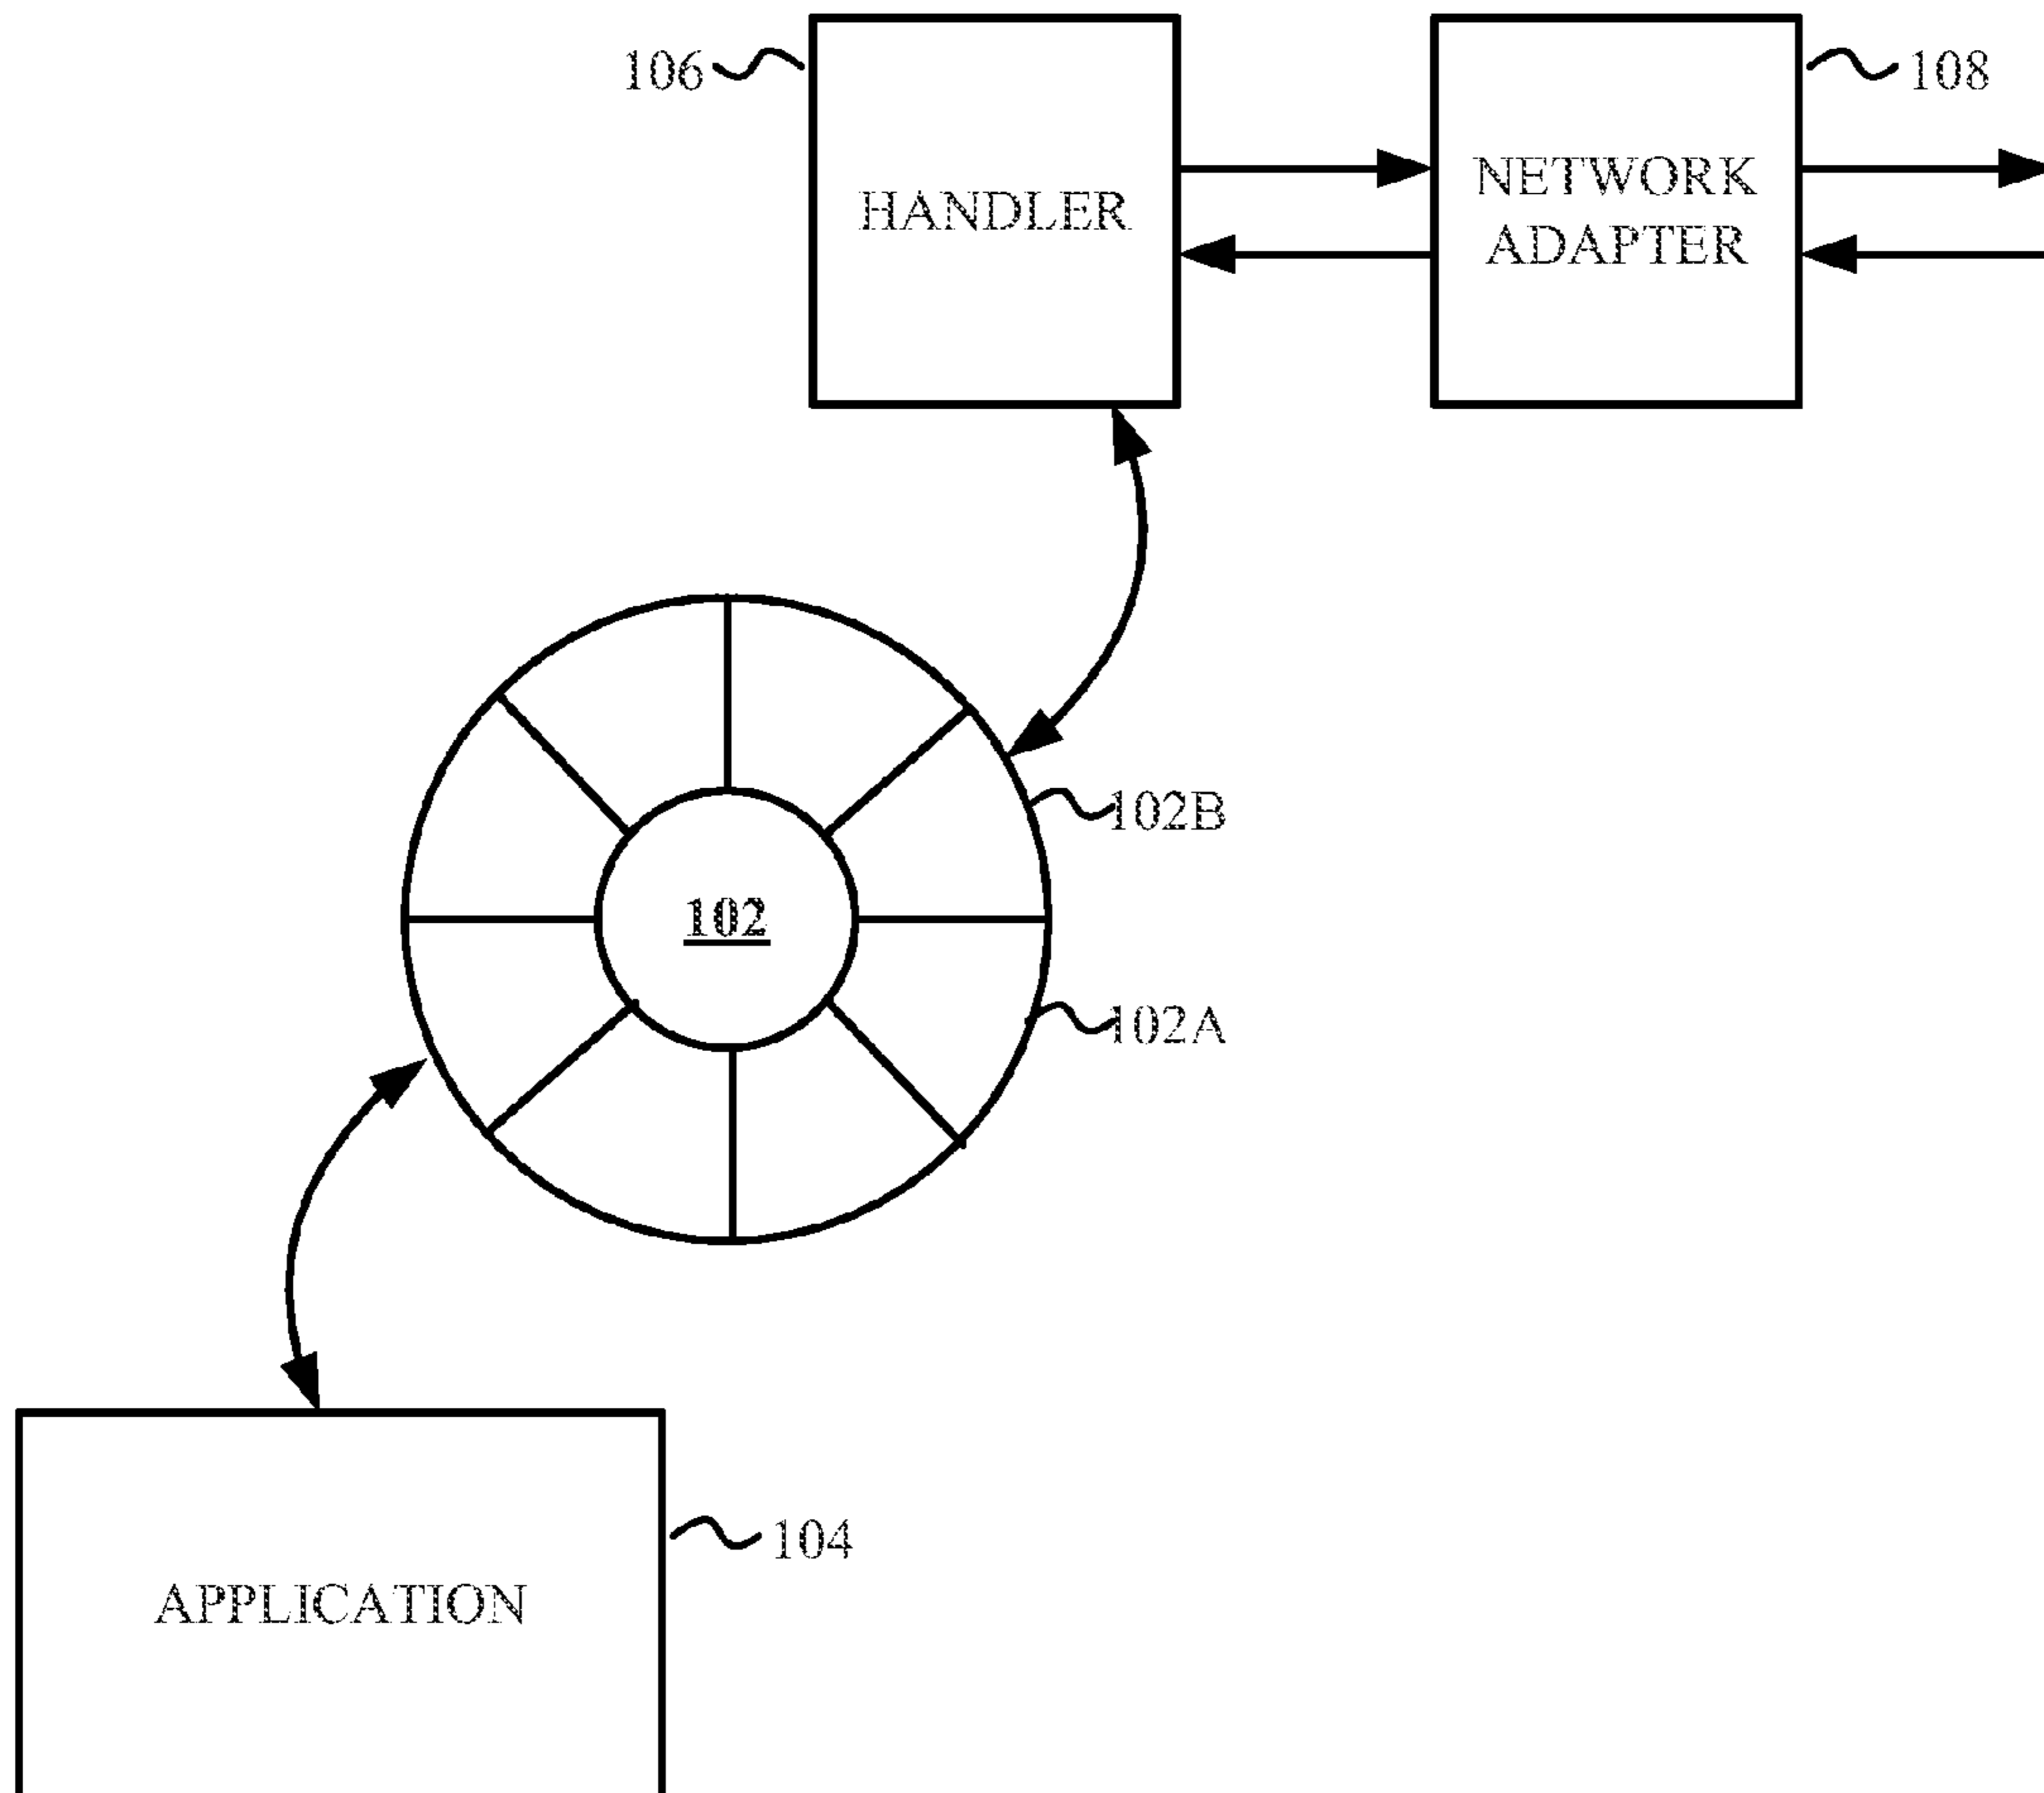 106
108
HANDLER
NETWORK
ADAPTER
102B
102
102A
104
APPLICATION